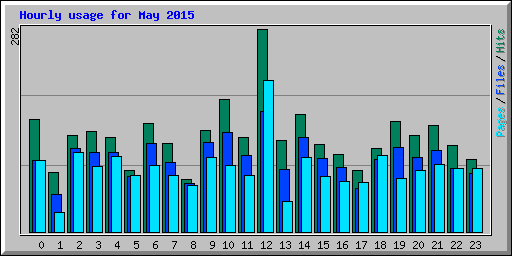 Hourly usage for May 2015
282
Pages / Files / Hits
0 1 2 3 4 5 6 7 8 9 10 11 12 13 14 15 16 17 18 19 20 21 22 23